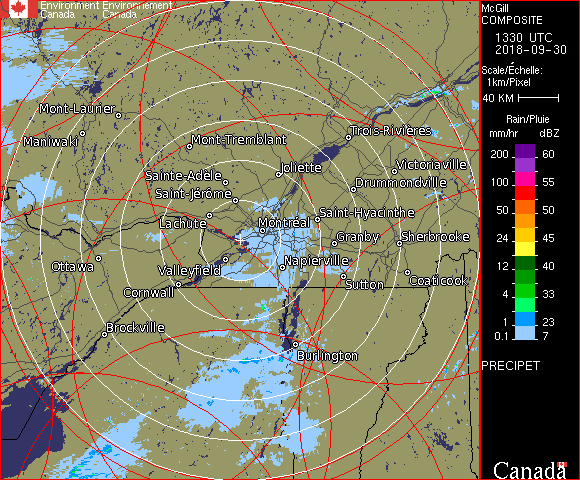 Environment Environnement
Canada Canada
McGill
COMPOSITE
1330 UTC
2018-09-30
Scale/Échelle:
1km/Pixel
40 KM
Rain/Pluie
mm/hr dBZ
200 60
100 55
50 50
24 45
12 40
4 33
1 23
0.1 7
PRECIPET
Canada
Mont-Laurier
Maniwaki
Mont-Tremblant
Trois-Rivières
Sainte-Adèle
Joliette
Victoriaville
Saint-Jérôme
Drummondville
Lachute
Montréal
Saint-Hyacinthe
Granby
Sherbrooke
Ottawa
Valleyfield
Napierville
Cornwall
Sutton
Coaticook
Brockville
Burlington